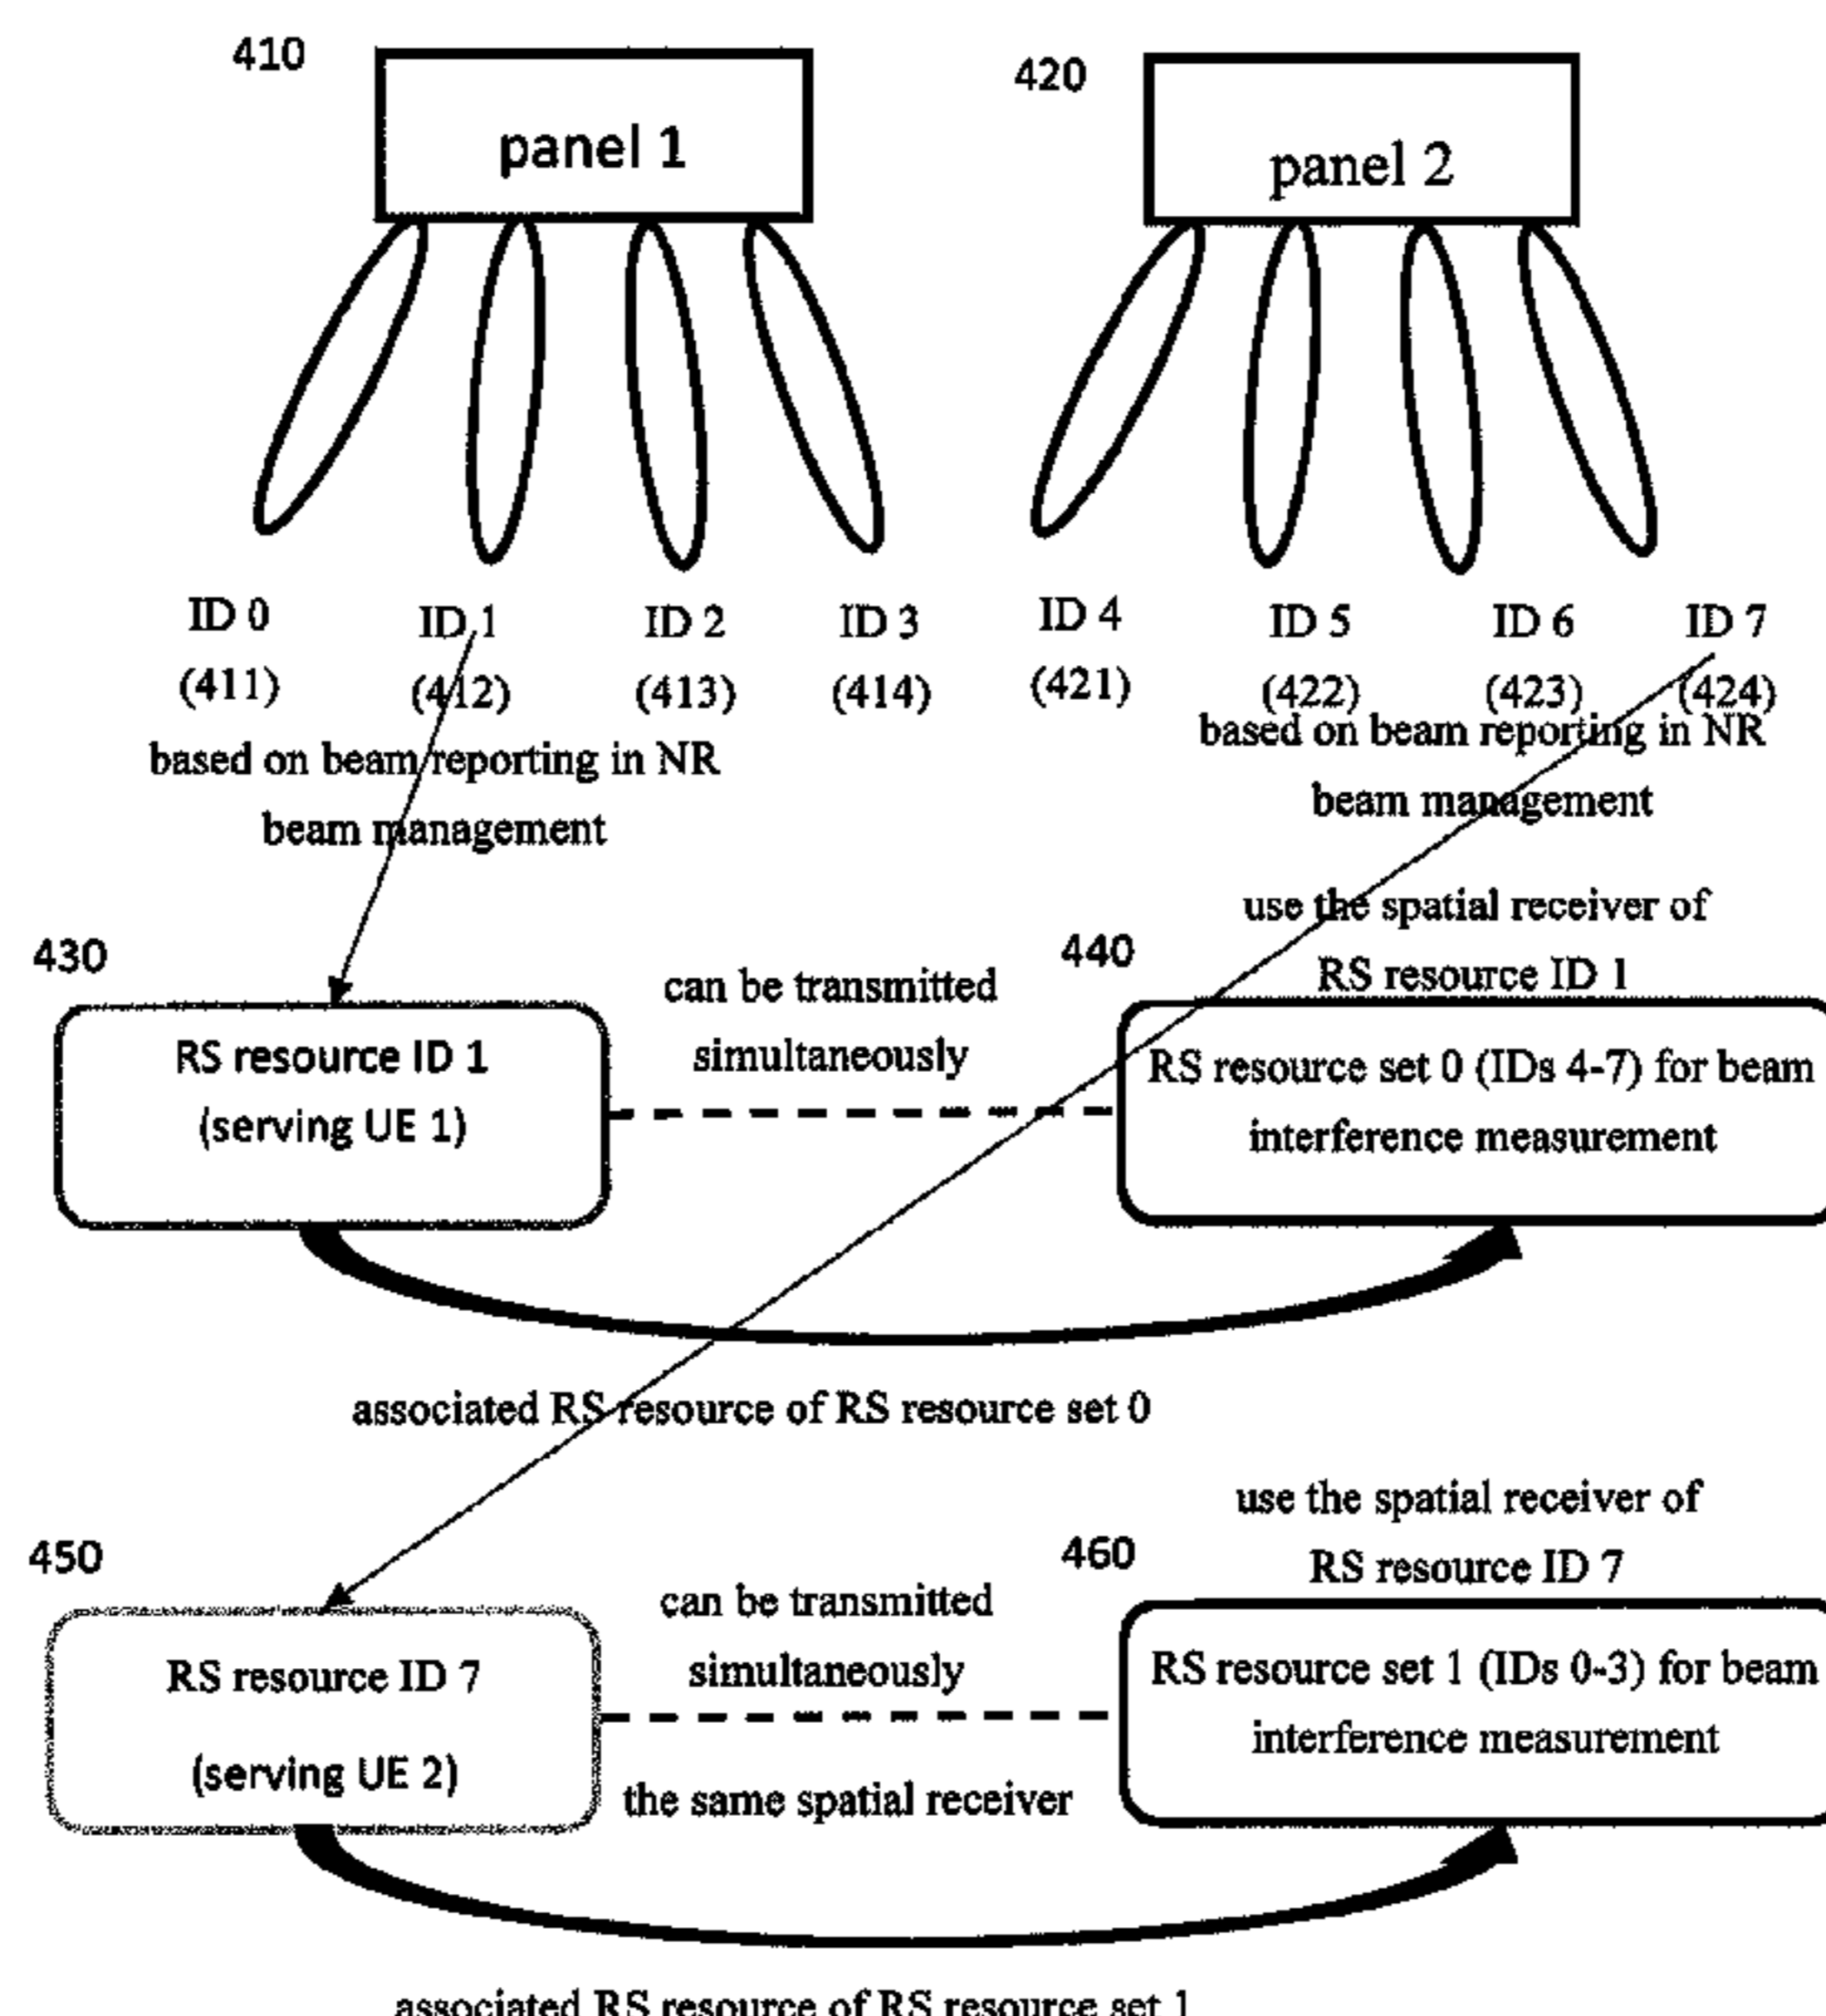 410
420
panel 1
panel 2
ID 0
ID 1
ID 2
ID 3
ID 4
ID 5
ID 6
ID 7
(411)
(412)
(413)
(414)
(421)
(422)
(423)
(424)
based on beam reporting in NR
beam management
based on beam reporting in NR
beam management
use the spatial receiver of
RS resource ID 1
430
440
can be transmitted
simultaneously
RS resource ID 1
(serving UE 1)
RS resource set 0 (IDs 4-7) for beam
interference measurement
associated RS resource of RS resource set 0
use the spatial receiver of
RS resource ID 7
450
460
can be transmitted
simultaneously
RS resource ID 7
(serving UE 2)
the same spatial receiver
RS resource set 1 (IDs 0-3) for beam
interference measurement
associated RS resource of RS resource set 1